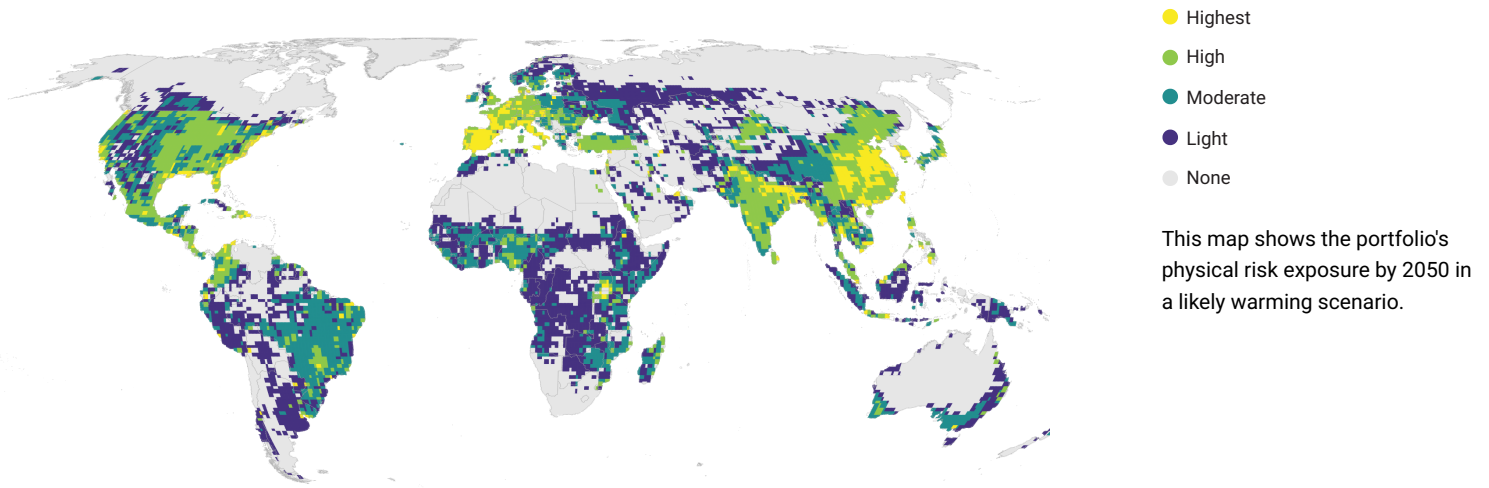 Highest
High
Moderate
Light
None
This map shows the portfolio's
physical risk exposure by 2050 in
a likely warming scenario.